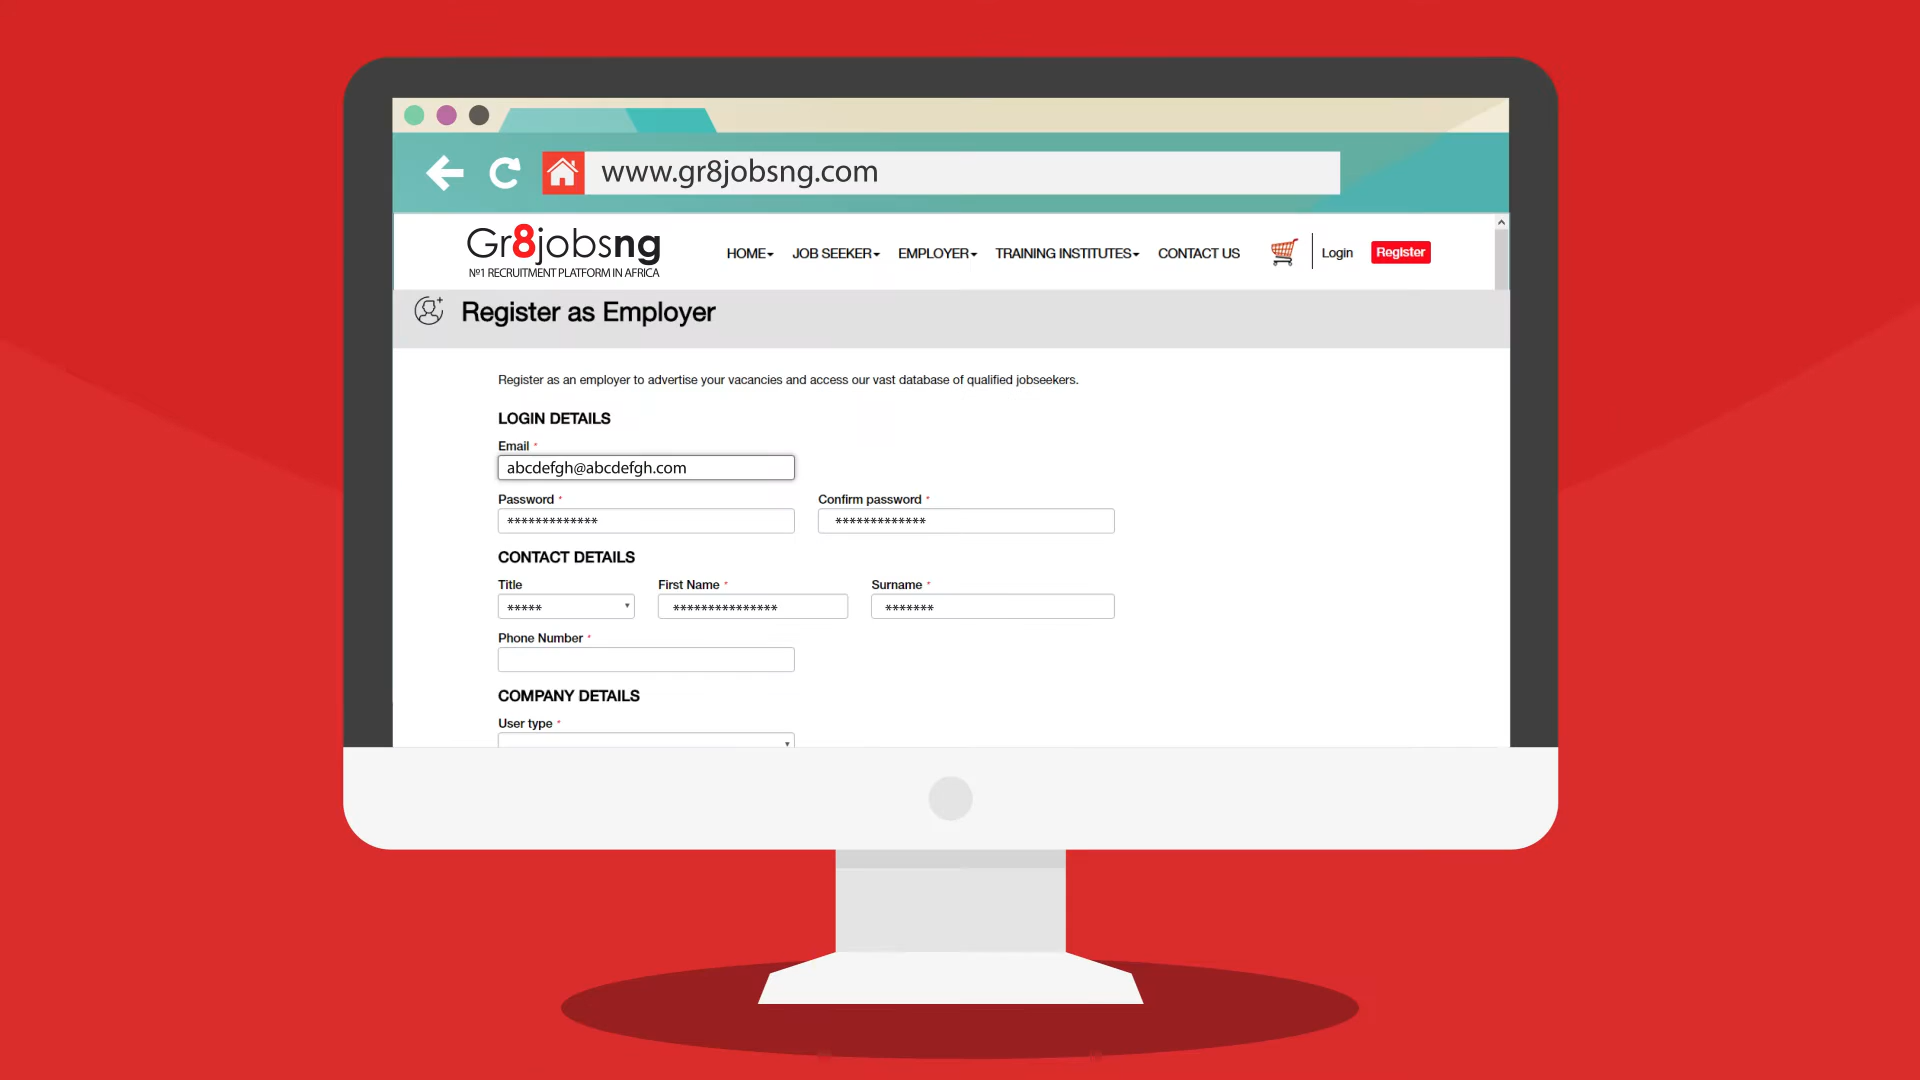 www.gr8jobsng.com
Gr8jobsng
Nº1 RECRUITMENT PLATFORM IN AFRICA
HOME JOB SEEKER EMPLOYER TRAINING INSTITUTES CONTACT US Login Register
Register as Employer
Register as an employer to advertise your vacancies and access our vast database of qualified jobseekers.
LOGIN DETAILS
Email *
abcdefgh@abcdefgh.com
Password * Confirm password *
************* *************
CONTACT DETAILS
Title First Name * Surname *
***** *************** *******
Phone Number *
COMPANY DETAILS
User type *